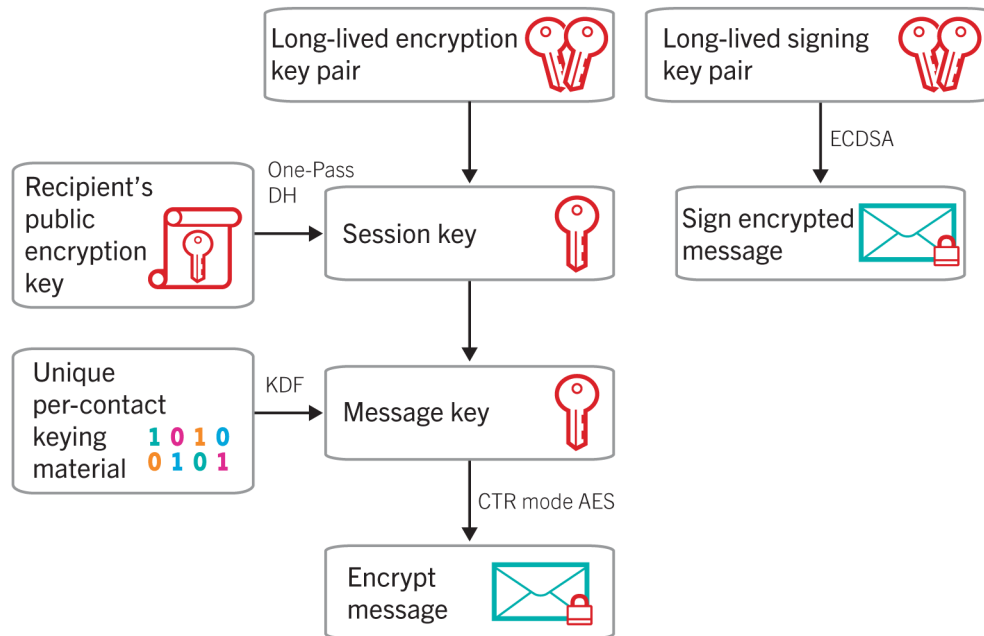 Long-lived encryption
key pair
Long-lived signing
key pair
ECDSA
One-Pass
DH
Recipient’s
public
encryption
key
Session key
Sign encrypted
message
Unique
per-contact
keying
material
1 0 1 0
0 1 0 1
KDF
Message key
CTR mode AES
Encrypt
message